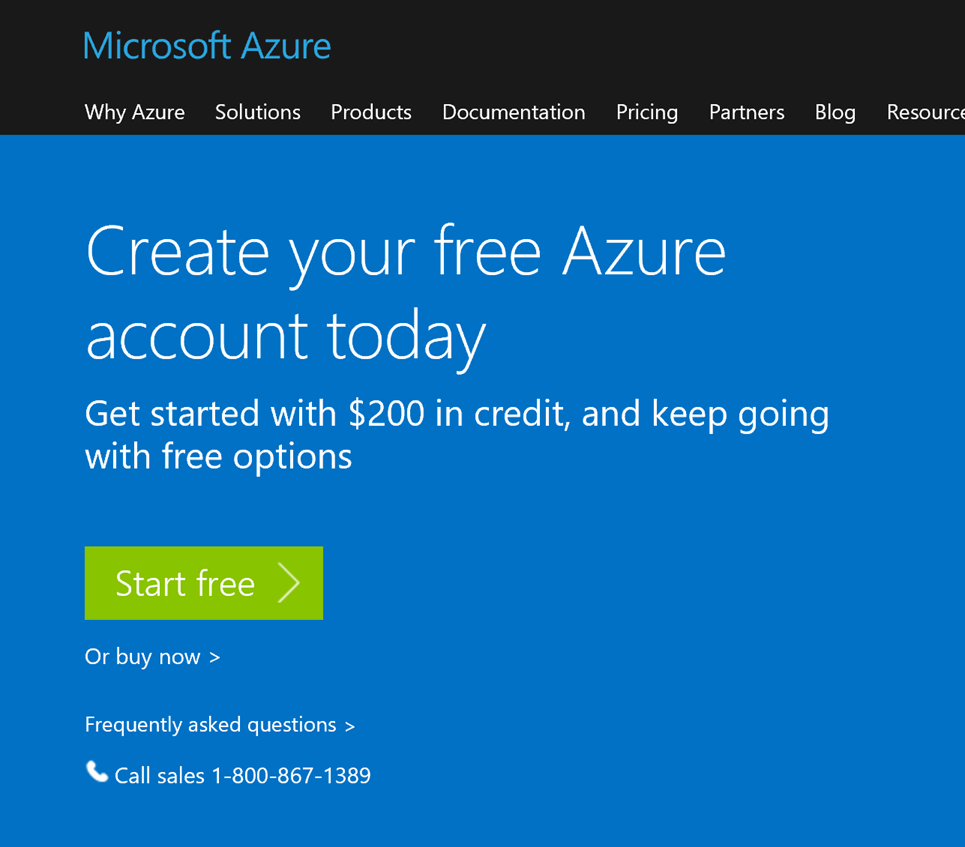 Microsoft Azure
Why Azure Solutions Products Documentation Pricing Partners Blog Resource
Create your free Azure
account today
Get started with $200 in credit, and keep going
with free options
Start free
Or buy now >
Frequently asked questions >
Call sales 1-800-867-1389